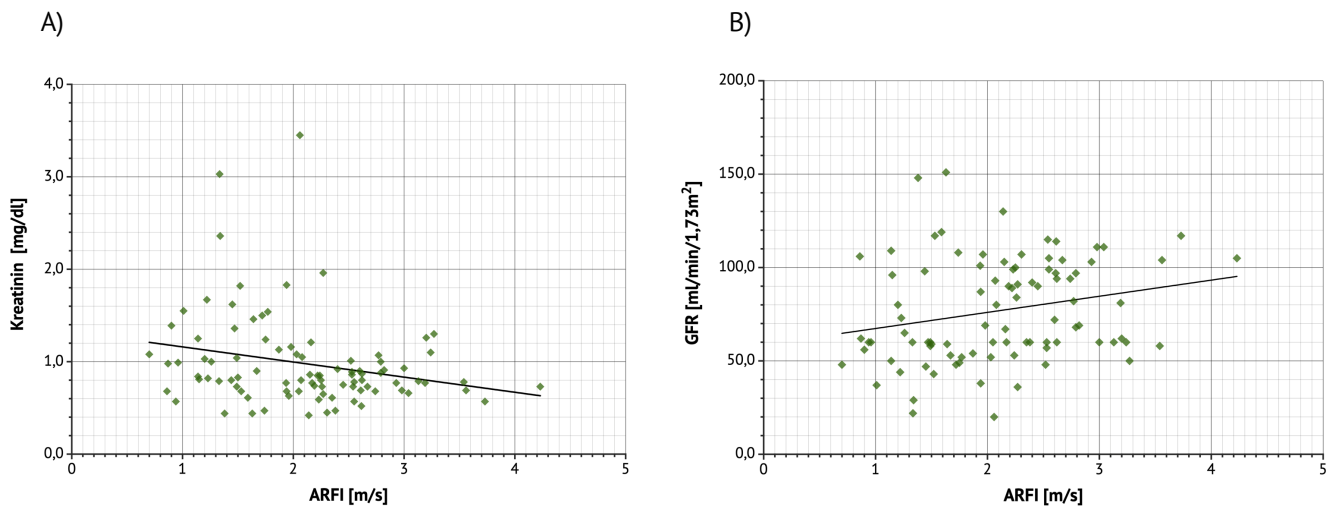 A)
B)
4,0
3,0
2,0
1,0
0,0
Kreatinin [mg/dl]
0 1 2 3 4 5
ARFI [m/s]
200,0
150,0
100,0
50,0
0,0
GFR [ml/min/1,73m²]
0 1 2 3 4 5
ARFI [m/s]